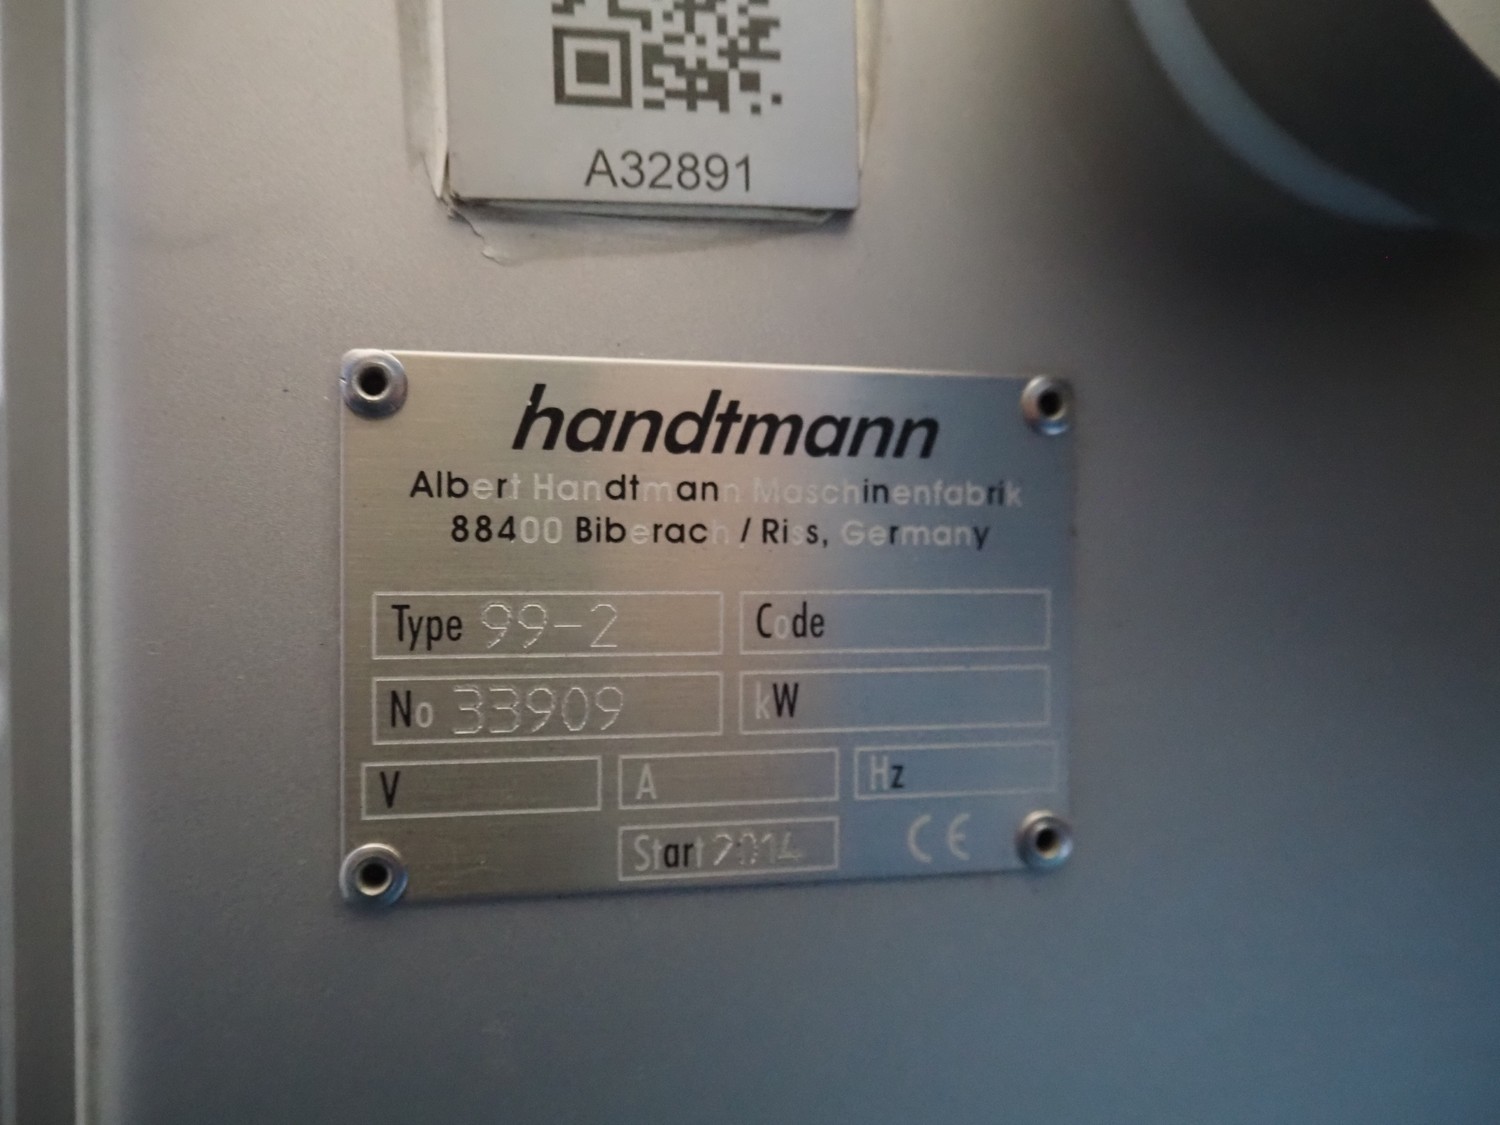 A32891
handtmann
Albert Handtmann Maschinenfabrik
88400 Biberach / Riss, Germany
Type 99-2
Code
No 33909
kW
V
A
Hz
Start 2014
CE